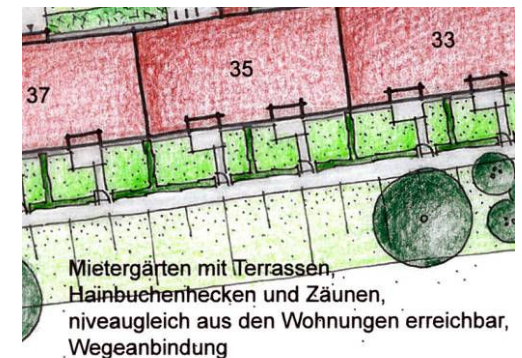 33
35
37
Mietergärten mit Terrassen,
Hainbuchenhecken und Zäunen,
niveaugleich aus den Wohnungen erreichbar,
Wegeanbindung